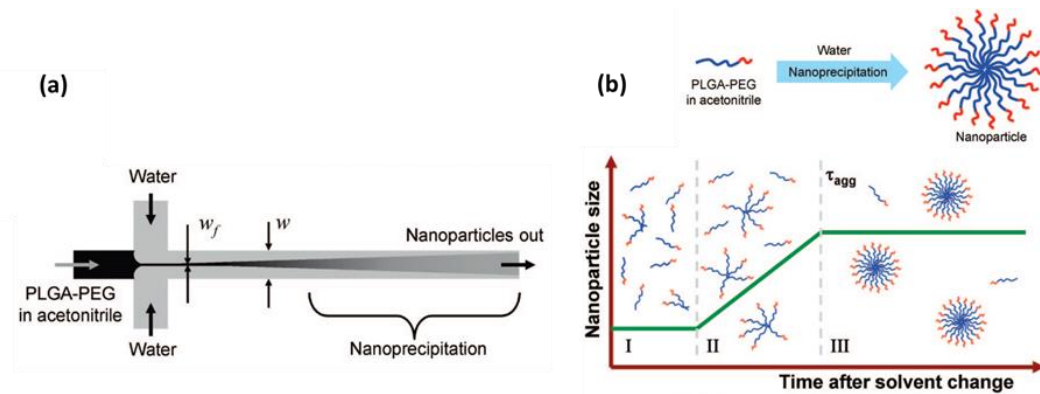 (a)
Water
w_f
w
Nanoparticles out
PLGA-PEG
in acetonitrile
Water
Nanoprecipitation
(b)
Water
Nanoprecipitation
PLGA-PEG
in acetonitrile
Nanoparticle
Nanoparticle size
τagg
I
II
III
Time after solvent change